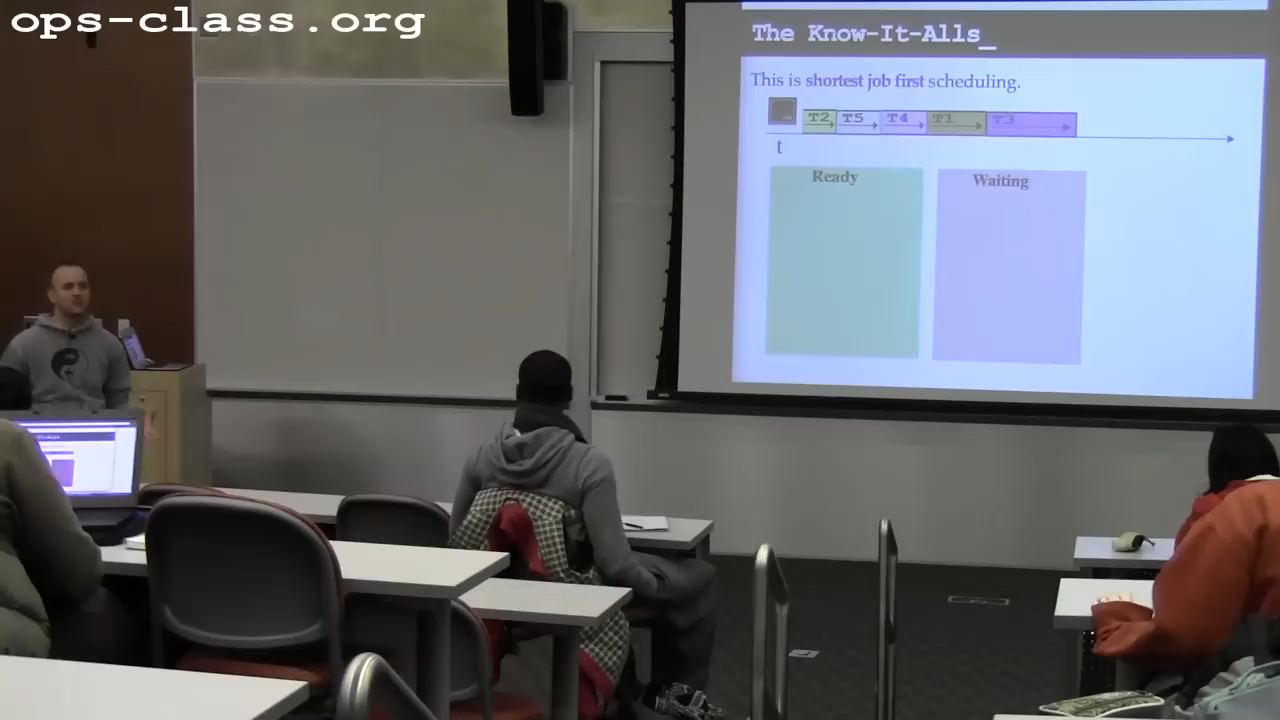 ops-class.org
The Know-It-Alls_
This is shortest job first scheduling.
T2 T5 T4 T1 T3
t
Ready Waiting